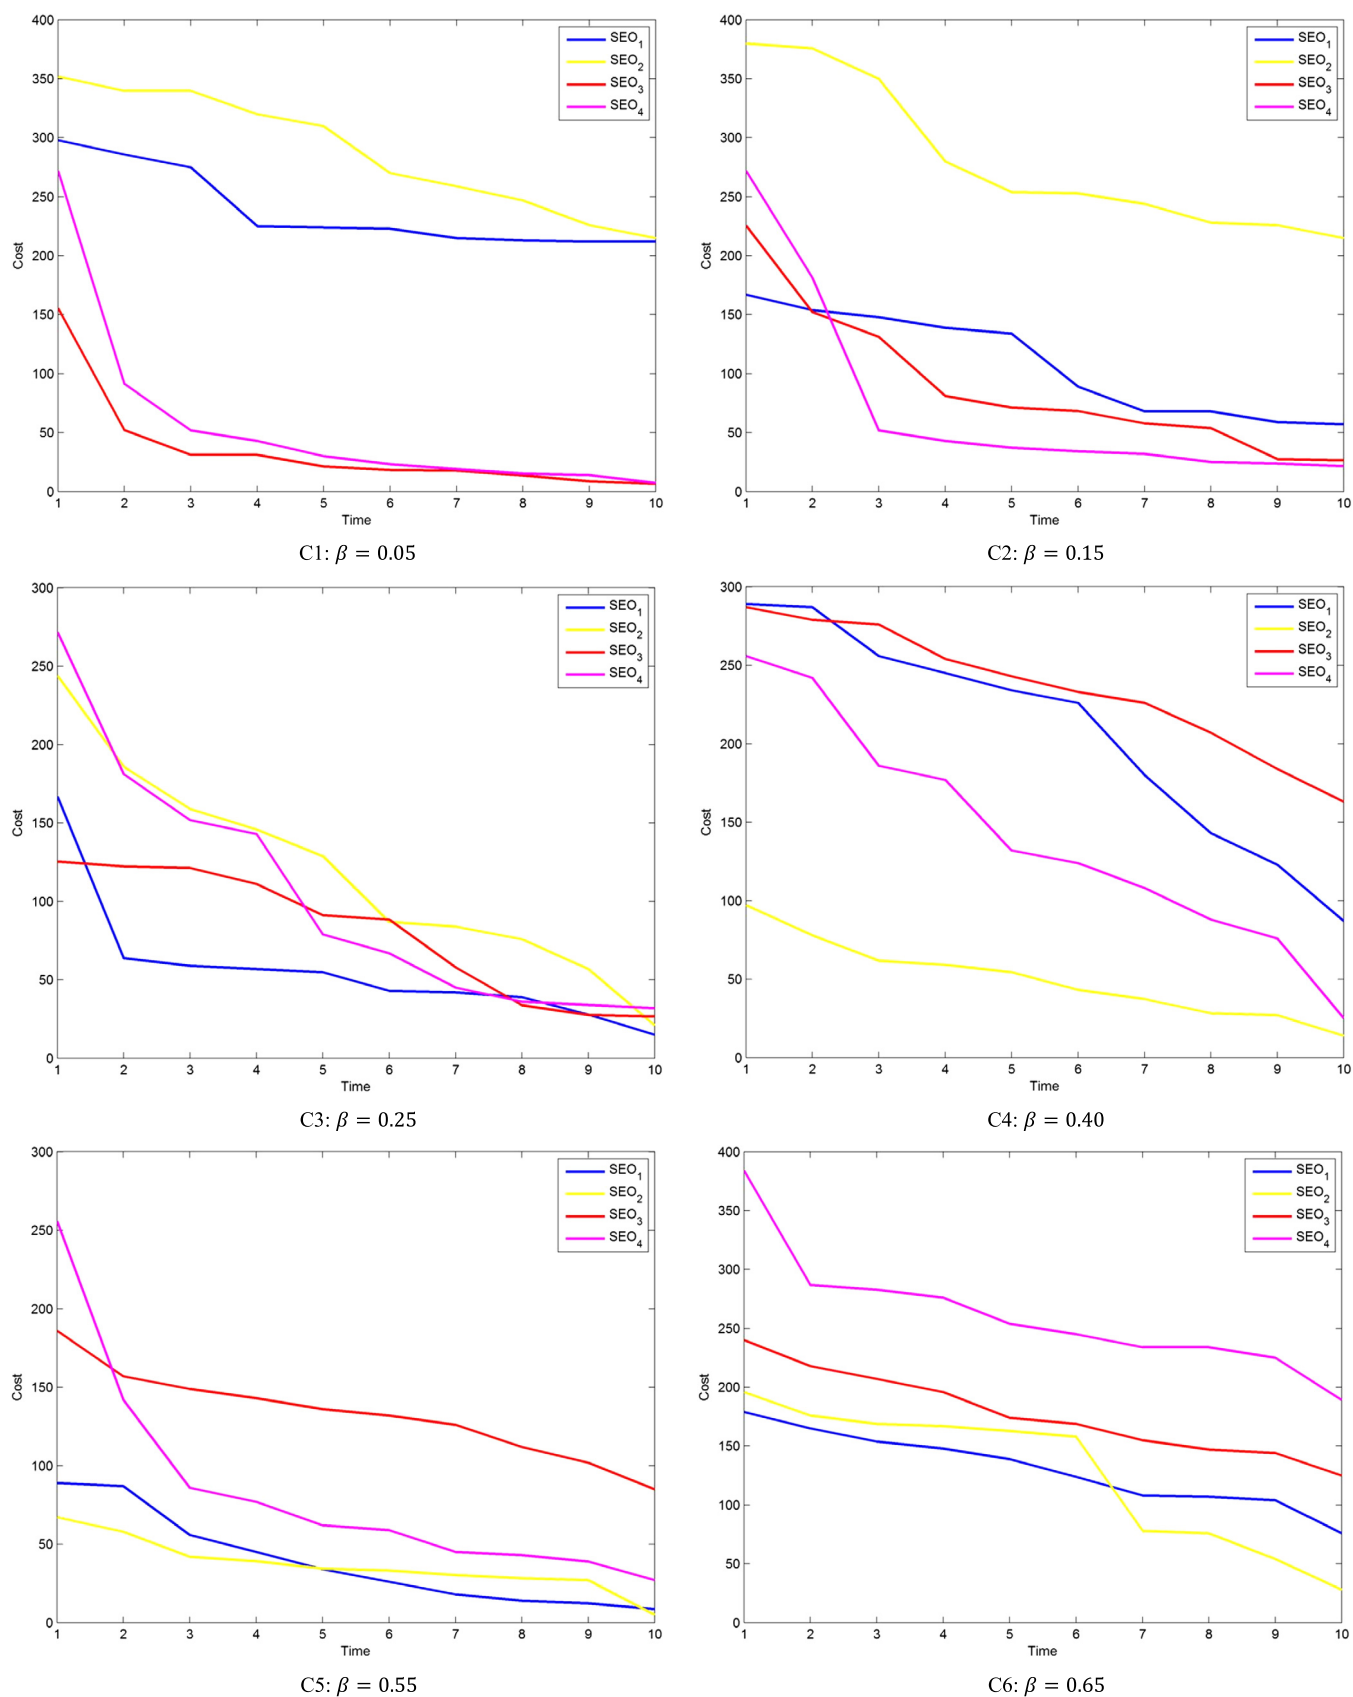 400
350
300
250
200
150
100
50
0
Cost
SEO1
SEO2
SEO3
SEO4
1 2 3 4 5 6 7 8 9 10
Time
C1: β = 0.05
400
350
300
250
200
150
100
50
0
Cost
SEO1
SEO2
SEO3
SEO4
1 2 3 4 5 6 7 8 9 10
Time
C2: β = 0.15
300
250
200
150
100
50
0
Cost
SEO1
SEO2
SEO3
SEO4
1 2 3 4 5 6 7 8 9 10
Time
C3: β = 0.25
300
250
200
150
100
50
0
Cost
SEO1
SEO2
SEO3
SEO4
1 2 3 4 5 6 7 8 9 10
Time
C4: β = 0.40
300
250
200
150
100
50
0
Cost
SEO1
SEO2
SEO3
SEO4
1 2 3 4 5 6 7 8 9 10
Time
C5: β = 0.55
400
350
300
250
200
150
100
50
0
Cost
SEO1
SEO2
SEO3
SEO4
1 2 3 4 5 6 7 8 9 10
Time
C6: β = 0.65